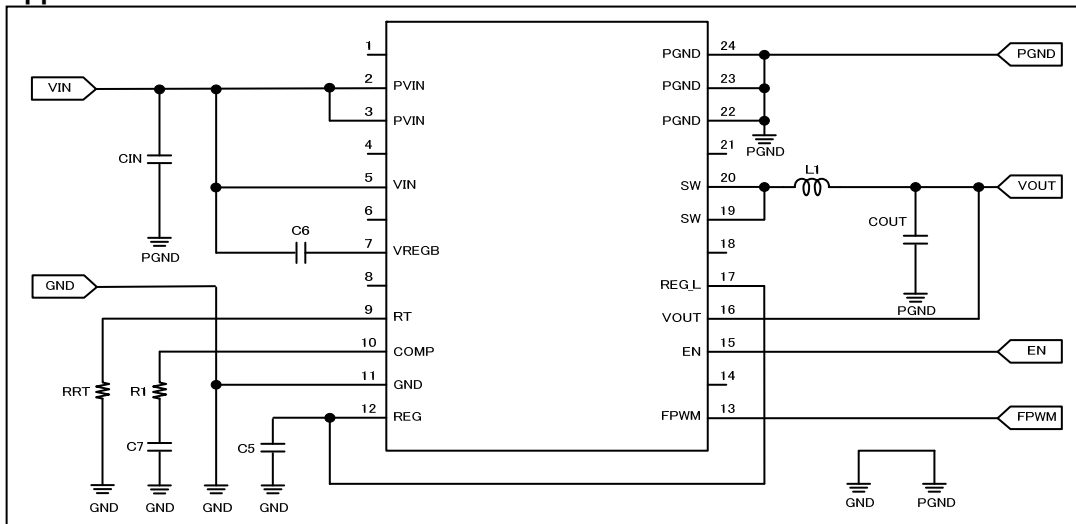 1
PGND 24 PGND
VIN 2 PVIN PGND 23
3 PVIN PGND 22
CIN 4 21
PGND
L1
5 VIN SW 20 VOUT
6 SW 19
C6 COUT
7 VREGB 18
PGND
GND 8 REG_L 17
PGND
9 RT VOUT 16
10 COMP EN 15 EN
RRT R1 11 GND 14
12 REG FPWM 13 FPWM
C7 C5
GND GND GND GND GND PGND